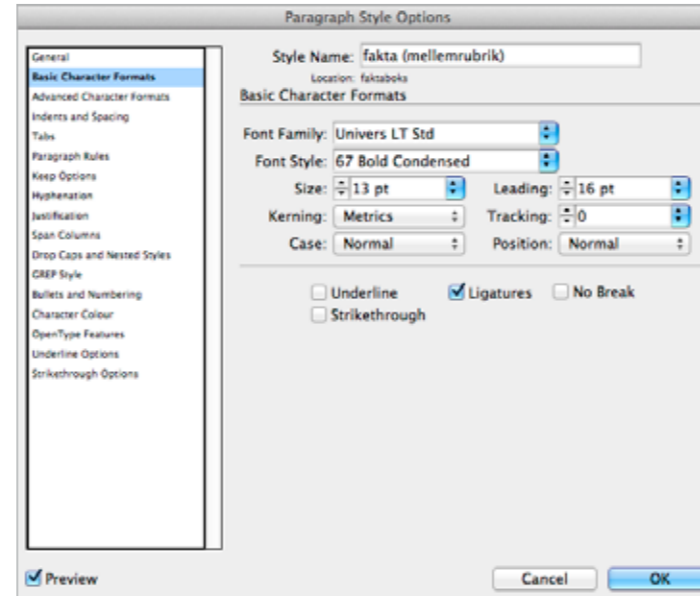 Paragraph Style Options
General
Basic Character Formats
Advanced Character Formats
Indents and Spacing
Tabs
Paragraph Rules
Keep Options
Hyphenation
Justification
Span Columns
Drop Caps and Nested Styles
GREP Style
Bullets and Numbering
Character Colour
OpenType Features
Underline Options
Strikethrough Options
Style Name: fakta (mellemrubrik)
Location: faktaboks
Basic Character Formats
Font Family: Univers LT Std
Font Style: 67 Bold Condensed
Size: 13 pt Leading: 16 pt
Kerning: Metrics Tracking: 0
Case: Normal Position: Normal
Underline Ligatures No Break
Strikethrough
Preview Cancel OK